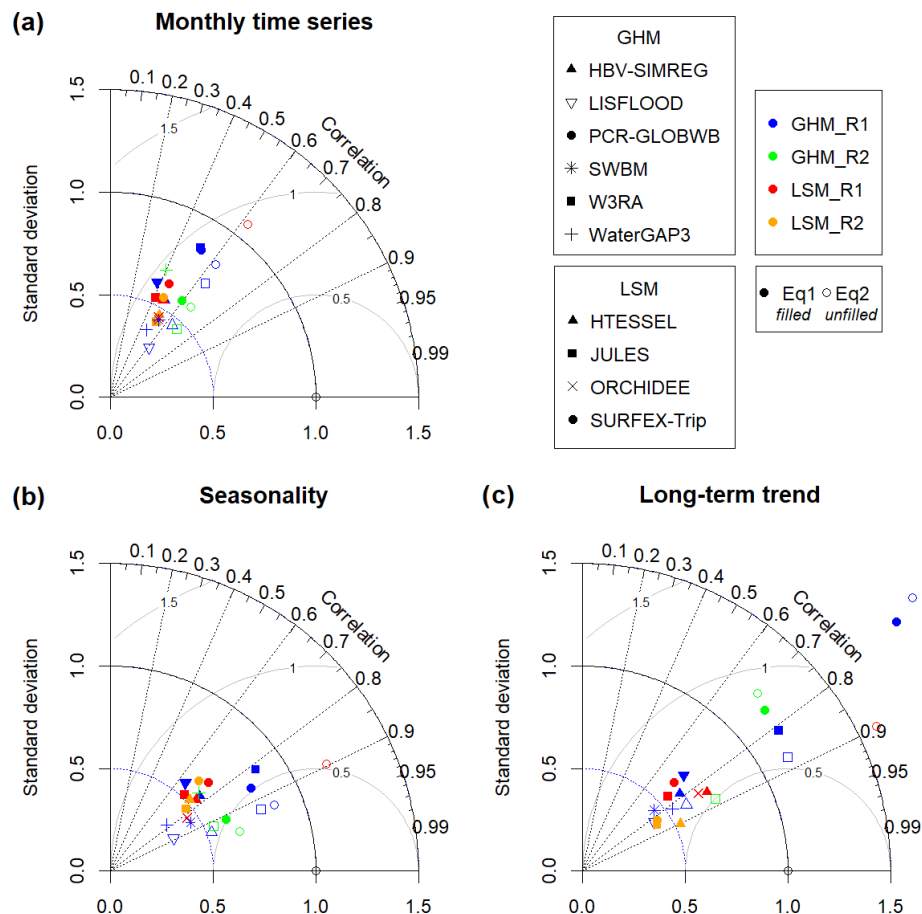 (a) Monthly time series
Standard deviation
1.5
1.0
0.5
0.0
0.0 0.5 1.0 1.5
0.1 0.2 0.3 0.4 0.5 0.6 0.7 0.8 0.9 0.95 0.99
Correlation
1.5 1 0.5
GHM
HBV-SIMREG
LISFLOOD
PCR-GLOBWB
SWBM
W3RA
WaterGAP3
GHM_R1
GHM_R2
LSM_R1
LSM_R2
LSM
HTESSEL
JULES
ORCHIDEE
SURFEX-Trip
Eq1 Eq2
filled unfilled
(b) Seasonality
Standard deviation
1.5
1.0
0.5
0.0
0.0 0.5 1.0 1.5
0.1 0.2 0.3 0.4 0.5 0.6 0.7 0.8 0.9 0.95 0.99
Correlation
1.5 1 0.5
(c) Long-term trend
Standard deviation
1.5
1.0
0.5
0.0
0.0 0.5 1.0 1.5
0.1 0.2 0.3 0.4 0.5 0.6 0.7 0.8 0.9 0.95 0.99
Correlation
1.5 1 0.5